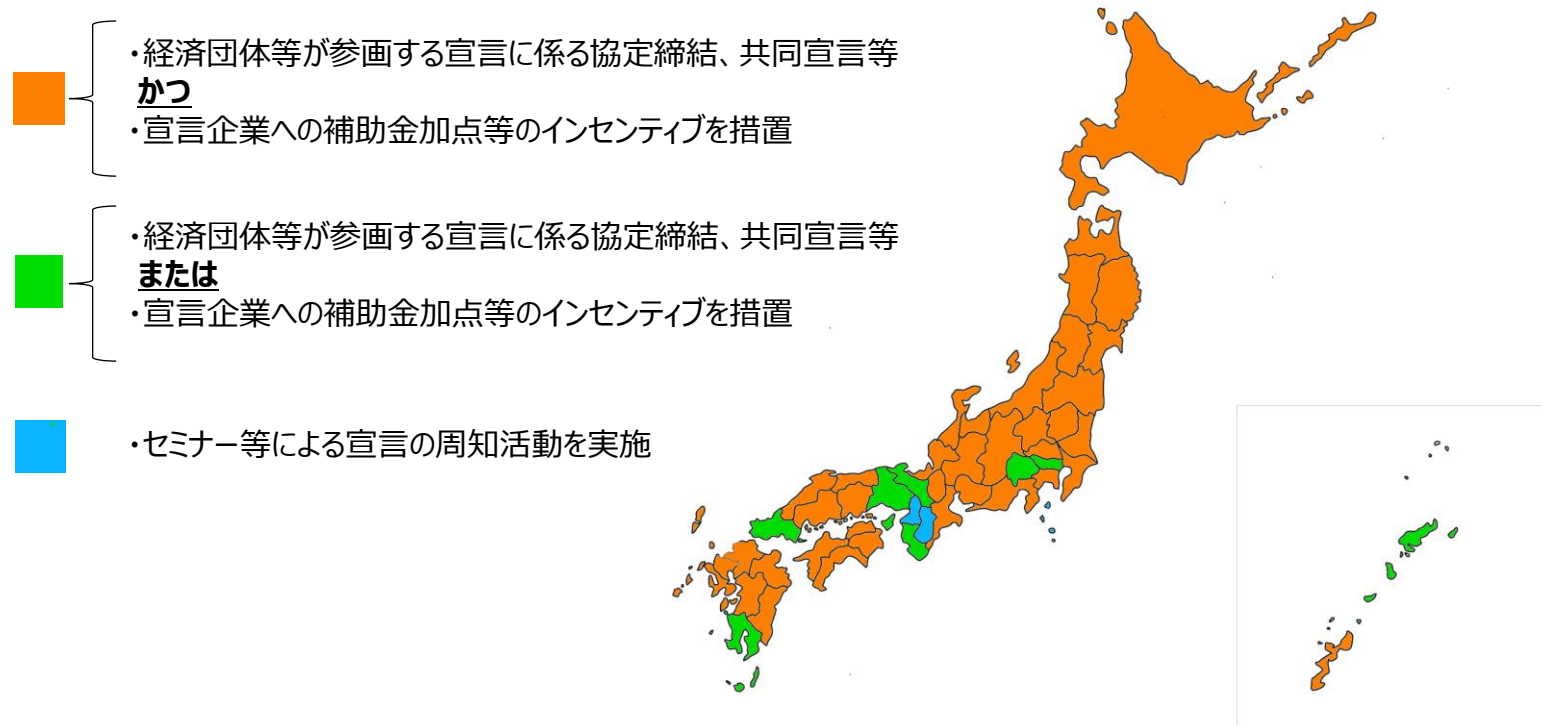 ・経済団体等が参画する宣言に係る協定締結、共同宣言等
かつ
・宣言企業への補助金加点等のインセンティブを措置
・経済団体等が参画する宣言に係る協定締結、共同宣言等
または
・宣言企業への補助金加点等のインセンティブを措置
・セミナー等による宣言の周知活動を実施